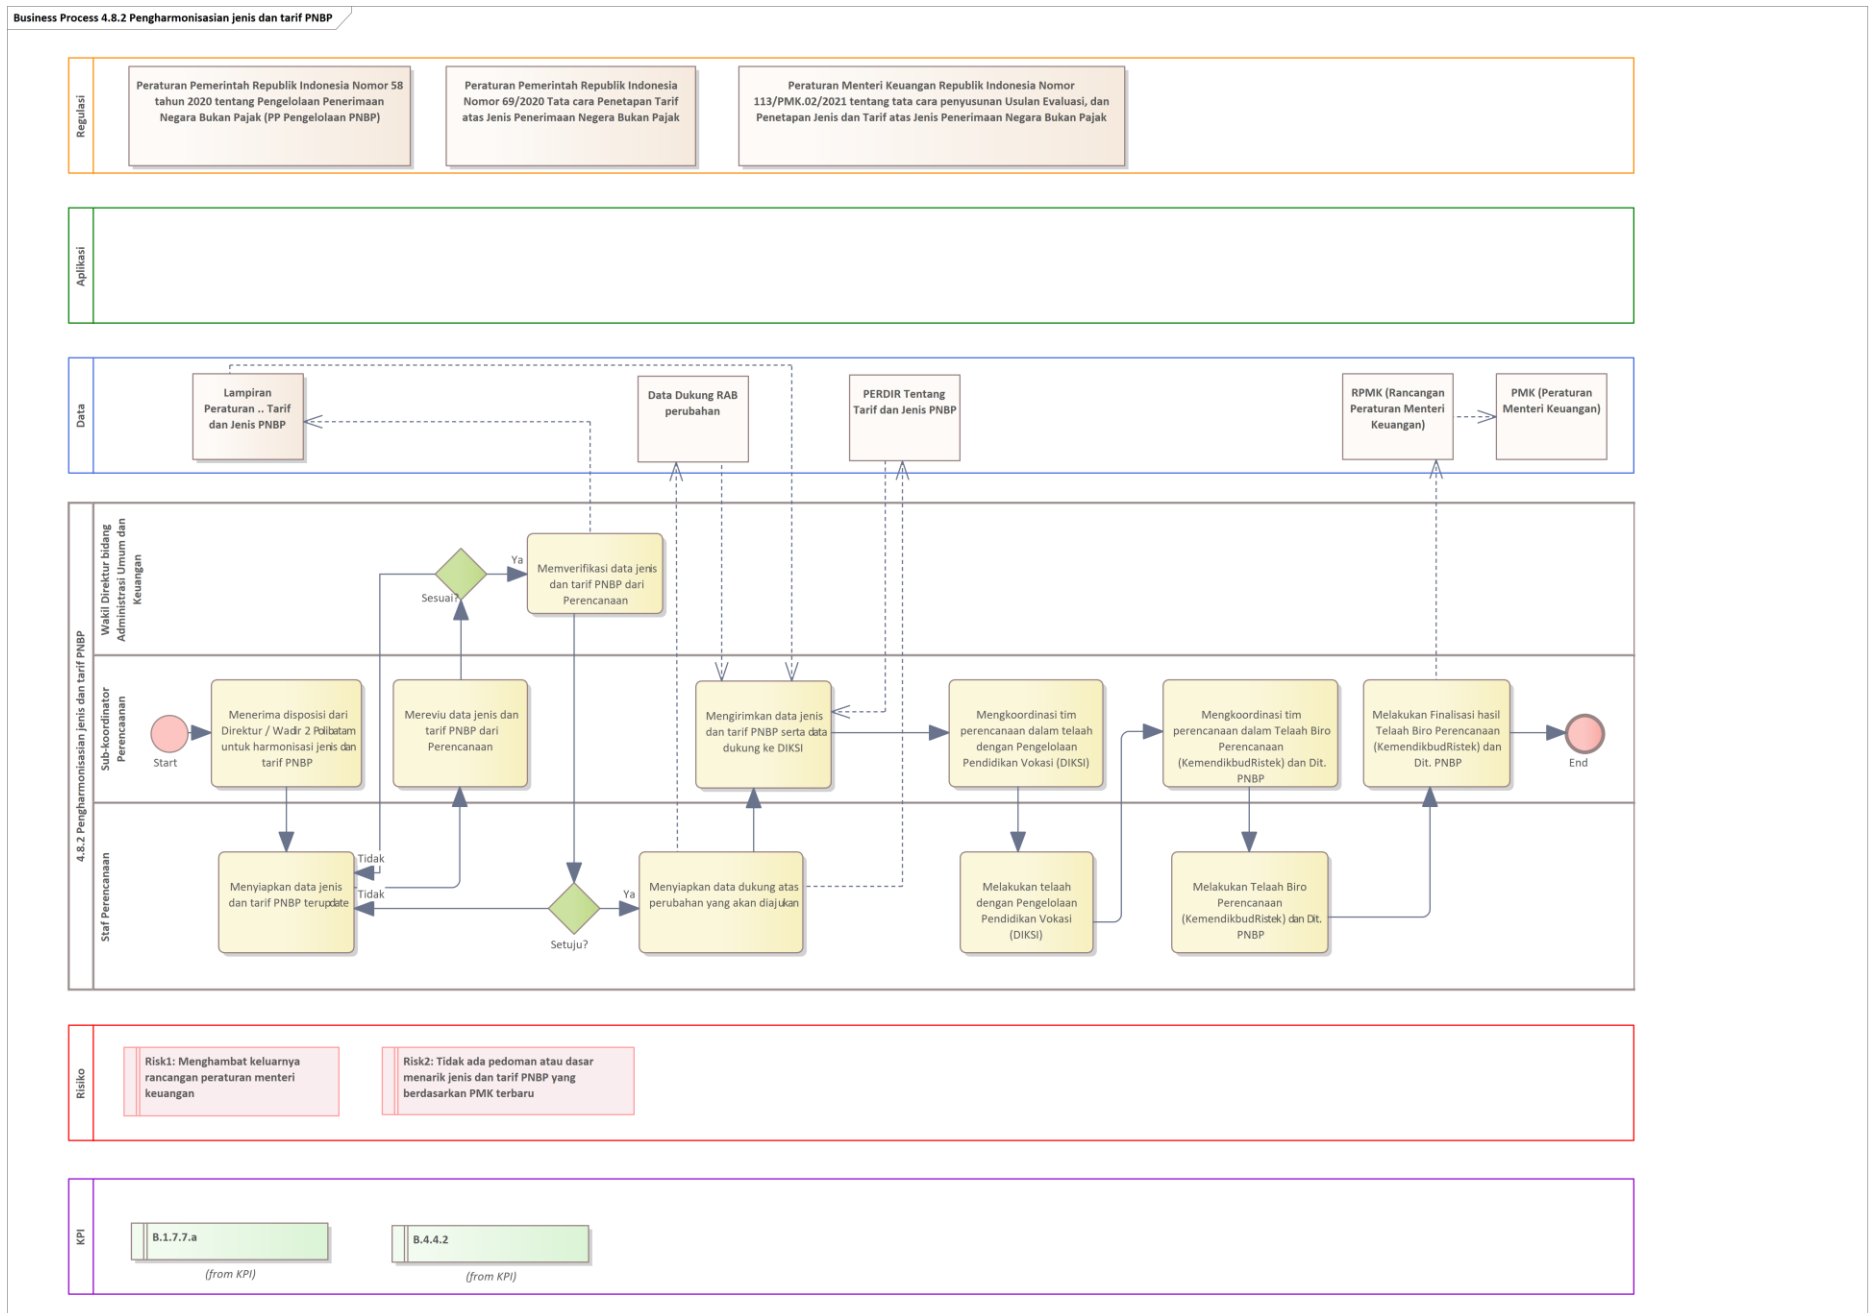 Business Process 4.8.2 Pengharmonisasian jenis dan tarif PNBP
Regulasi
Peraturan Pemerintah Republik Indonesia Nomor 58
tahun 2020 tentang Pengelolaan Penerimaan
Negara Bukan Pajak (PP Pengelolaan PNBP)
Peraturan Pemerintah Republik Indonesia
Nomor 69/2020 Tata cara Penetapan Tarif
atas Jenis Penerimaan Negera Bukan Pajak
Peraturan Menteri Keuangan Republik Indonesia Nomor
113/PMK.02/2021 tentang tata cara penyusunan Usulan Evaluasi, dan
Penetapan Jenis dan Tarif atas Jenis Penerimaan Negara Bukan Pajak
Aplikasi
Data
Lampiran
Peraturan .. Tarif
dan Jenis PNBP
Data Dukung RAB
perubahan
PERDIR Tentang
Tarif dan Jenis PNBP
RPMK (Rancangan
Peraturan Menteri
Keuangan)
PMK (Peraturan
Menteri Keuangan)
4.8.2 Pengharmonisasian jenis dan tarif PNBP
Wakil Direktur bidang
Administrasi Umum dan
Keuangan
Sesuai?
Ya
Memverifikasi data jenis
dan tarif PNBP dari
Perencanaan
Sub-koordinator
Perencaanan
Start
Menerima disposisi dari
Direktur / Wadir 2 Polibatam
untuk harmonisasi jenis dan
tarif PNBP
Mereviu data jenis dan
tarif PNBP dari
Perencanaan
Mengirimkan data jenis
dan tarif PNBP serta data
dukung ke DIKSI
Mengkoordinasi tim
perencanaan dalam telaah
dengan Pengelolaan
Pendidikan Vokasi (DIKSI)
Mengkoordinasi tim
perencanaan dalam Telaah Biro
Perencanaan
(KemendikbudRistek) dan Dit.
PNBP
Melakukan Finalisasi hasil
Telaah Biro Perencanaan
(KemendikbudRistek) dan
Dit. PNBP
End
Staf Perencanaan
Menyiapkan data jenis
dan tarif PNBP terupdate
Tidak
Tidak
Setuju?
Ya
Menyiapkan data dukung atas
perubahan yang akan diajukan
Melakukan telaah
dengan Pengelolaan
Pendidikan Vokasi
(DIKSI)
Melakukan Telaah Biro
Perencanaan
(KemendikbudRistek) dan Dit.
PNBP
Risiko
Risk1: Menghambat keluarnya
rancangan peraturan menteri
keuangan
Risk2: Tidak ada pedoman atau dasar
menarik jenis dan tarif PNBP yang
berdasarkan PMK terbaru
KPI
B.1.7.7.a
(from KPI)
B.4.4.2
(from KPI)